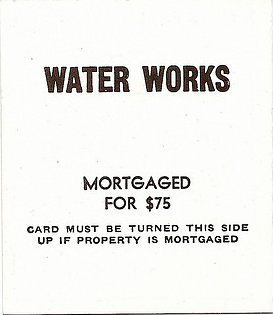 WATER WORKS
MORTGAGED
FOR $75
CARD MUST BE TURNED THIS SIDE
UP IF PROPERTY IS MORTGAGED